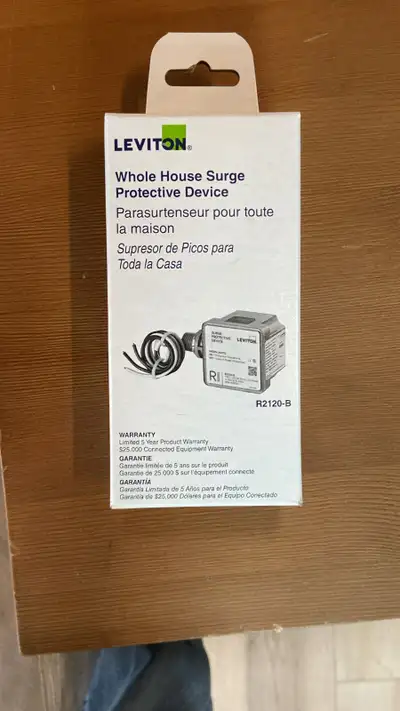 LEVITON®
Whole House Surge
Protective Device
Parasurtenseur pour toute
la maison
Supresor de Picos para
Toda la Casa
SURGE
PROTECTIVE
DEVICE
LEVITON
R
R2120-B
WARRANTY
Limited 5 Year Product Warranty
$25,000 Connected Equipment Warranty
GARANTIE
Garantie limitée de 5 ans sur le produit
Garantie de 25 000 $ sur l'équipement connecté
GARANTÍA
Garantía Limitada de 5 Años para el Producto
Garantía de $25,000 Dólares para el Equipo Conectado